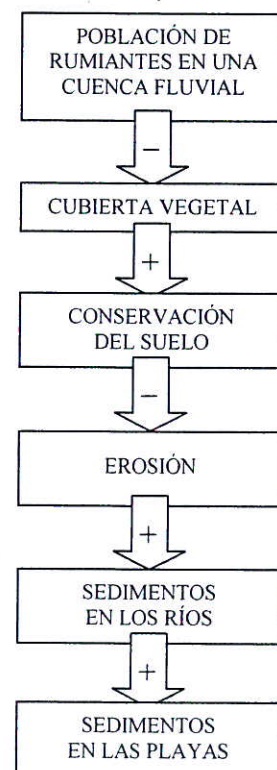 POBLACIÓN DE
RUMIANTES EN UNA
CUENCA FLUVIAL
−
CUBIERTA VEGETAL
+
CONSERVACIÓN
DEL SUELO
−
EROSIÓN
+
SEDIMENTOS
EN LOS RÍOS
+
SEDIMENTOS
EN LAS PLAYAS